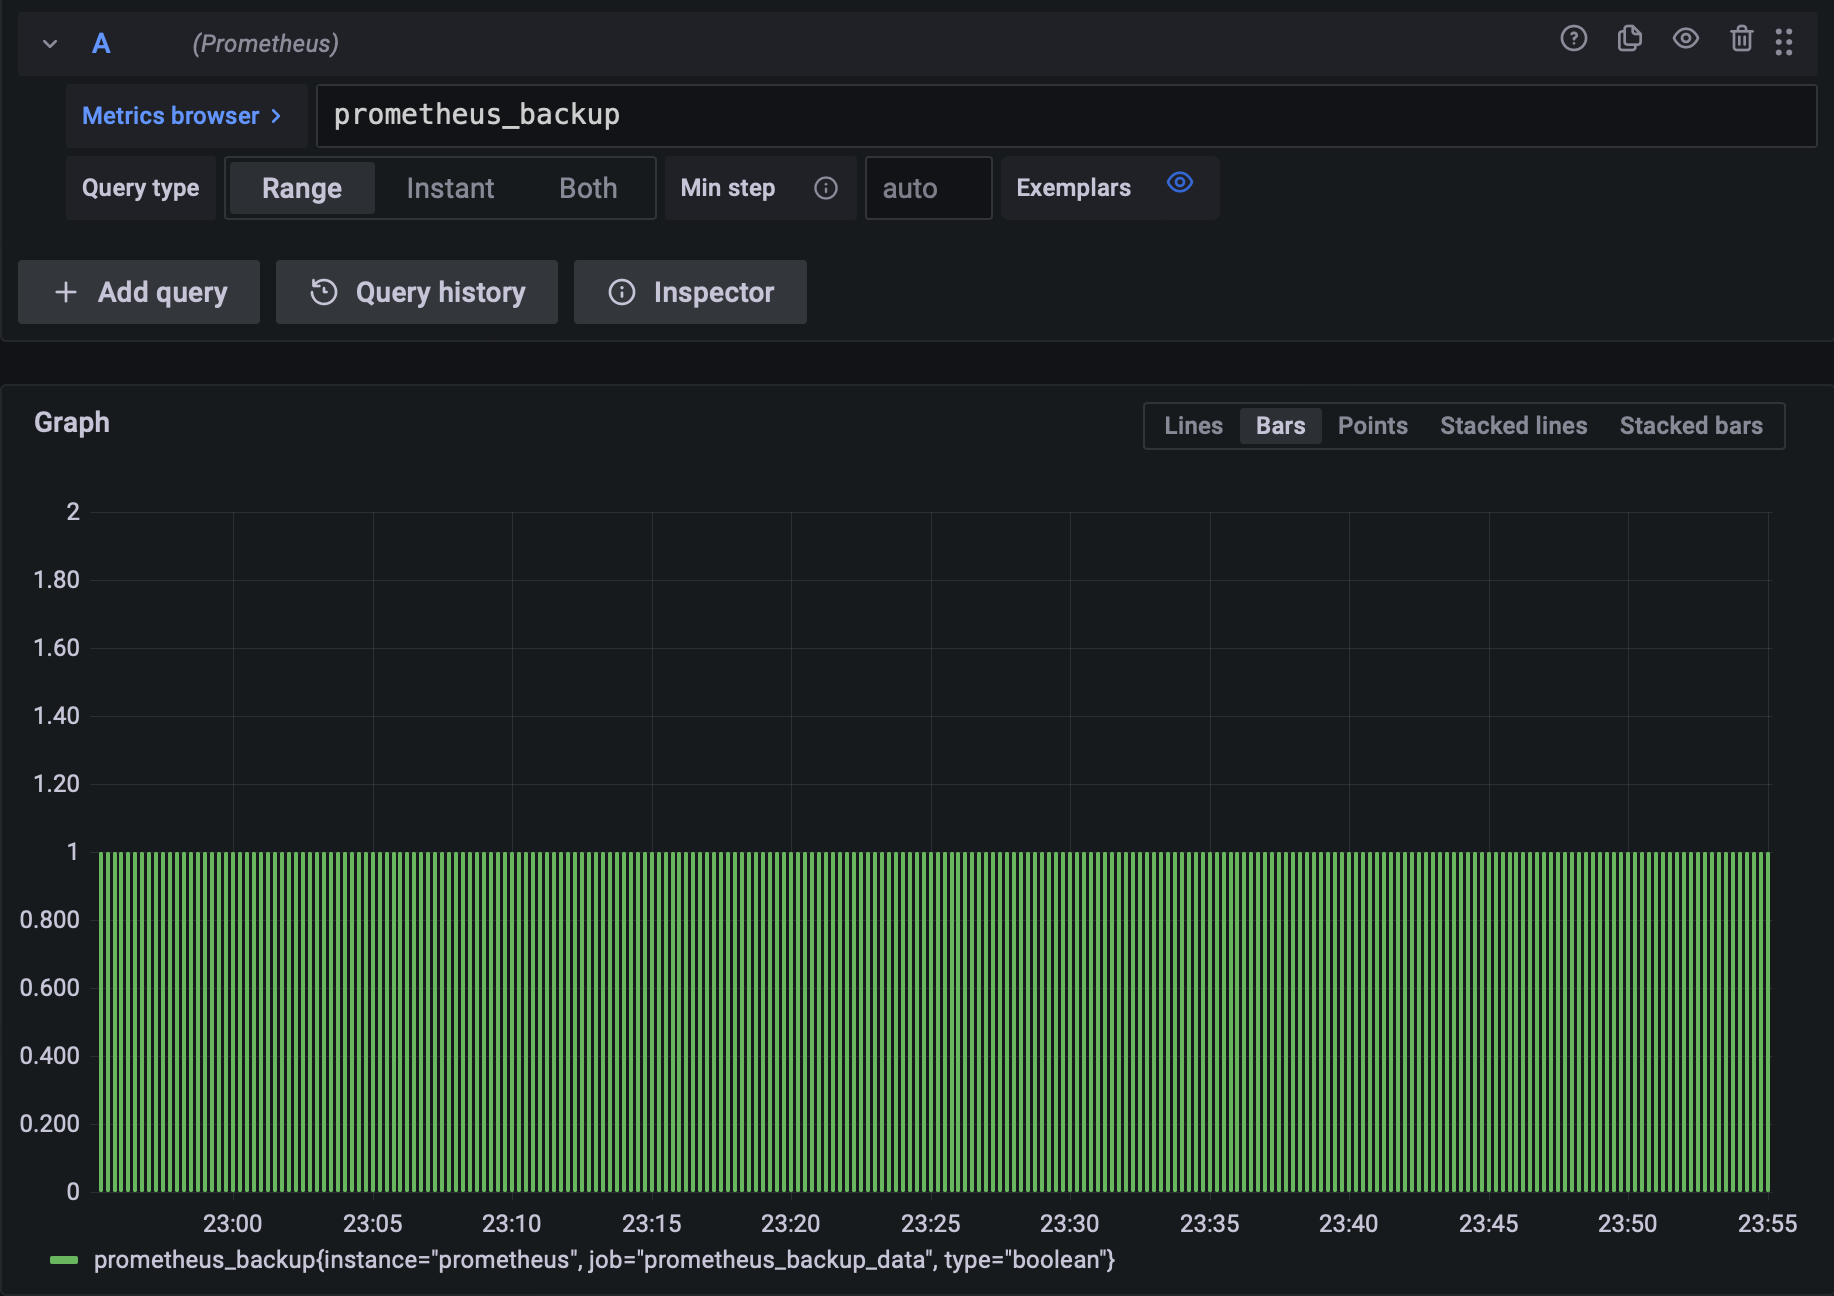 A (Prometheus)
Metrics browser > prometheus_backup
Query type Range Instant Both Min step auto Exemplars
+ Add query Query history Inspector
Graph Lines Bars Points Stacked lines Stacked bars
2
1.80
1.60
1.40
1.20
1
0.800
0.600
0.400
0.200
0
23:00 23:05 23:10 23:15 23:20 23:25 23:30 23:35 23:40 23:45 23:50 23:55
prometheus_backup{instance="prometheus", job="prometheus_backup_data", type="boolean"}